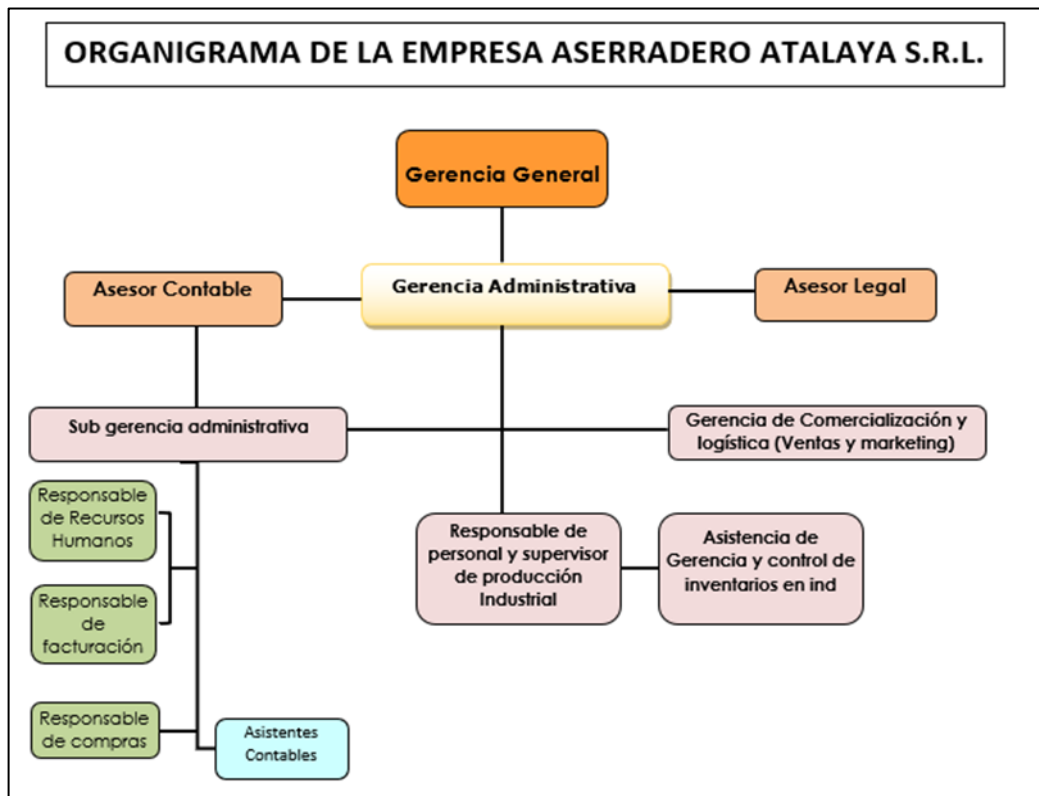 ORGANIGRAMA DE LA EMPRESA ASERRADERO ATALAYA S.R.L.
Gerencia General
Asesor Contable
Gerencia Administrativa
Asesor Legal
Sub gerencia administrativa
Gerencia de Comercialización y
logística (Ventas y marketing)
Responsable
de Recursos
Humanos
Responsable de
personal y supervisor
de producción
Industrial
Asistencia de
Gerencia y control de
inventarios en ind
Responsable
de
facturación
Responsable
de compras
Asistentes
Contables